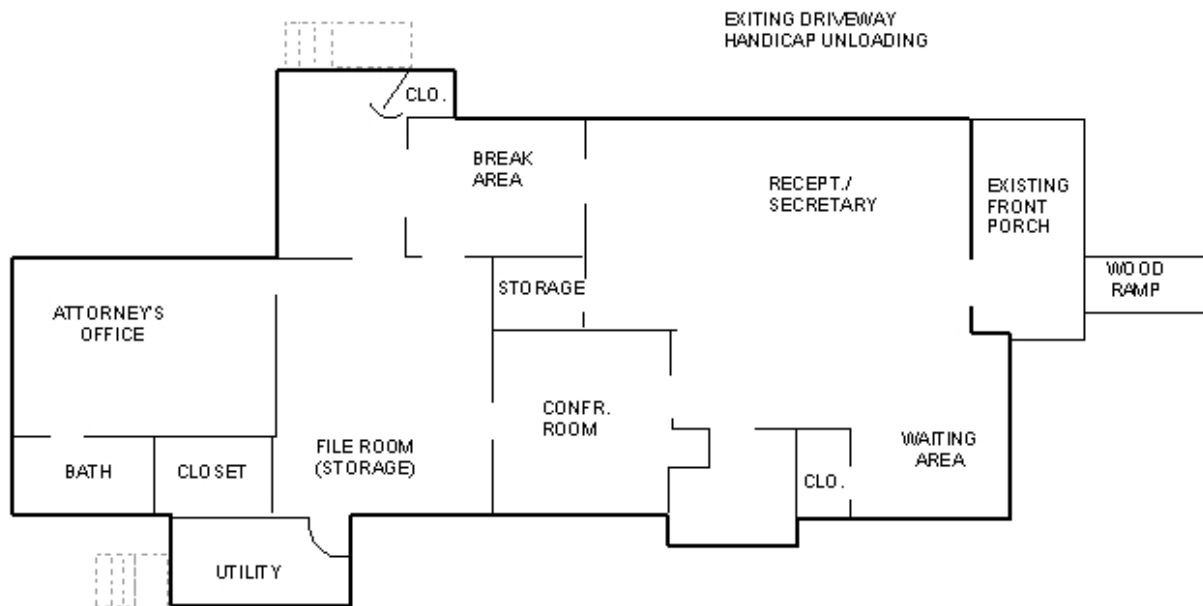 EXITING DRIVEWAY
HANDICAP UNLOADING
CLO.
BREAK
AREA
RECEPT./
SECRETARY
EXISTING
FRONT
PORCH
WOOD
RAMP
STORAGE
ATTORNEY'S
OFFICE
CONFR.
ROOM
FILE ROOM
(STORAGE)
WAITING
AREA
BATH
CLOSET
CLO.
UTILITY